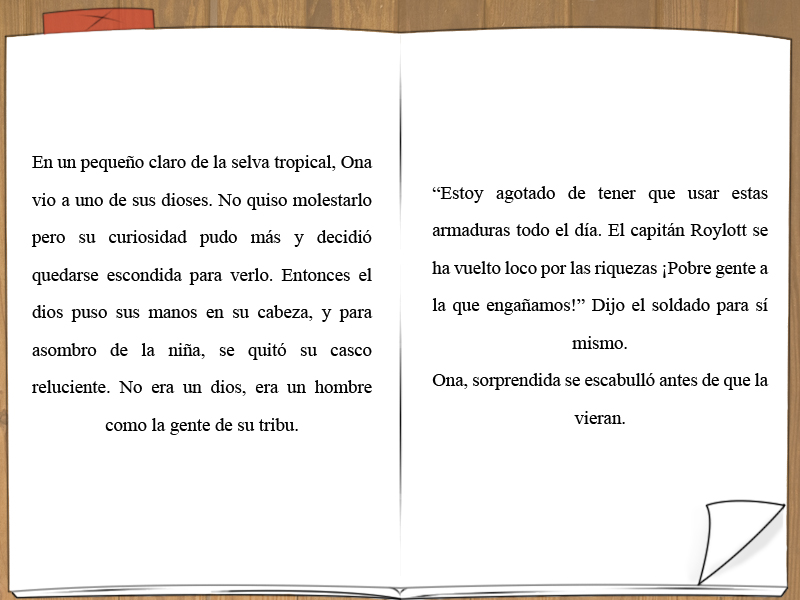 En un pequeño claro de la selva tropical, Ona
vio a uno de sus dioses. No quiso molestarlo
pero su curiosidad pudo más y decidió
quedarse escondida para verlo. Entonces el
dios puso sus manos en su cabeza, y para
asombro de la niña, se quitó su casco
reluciente. No era un dios, era un hombre
como la gente de su tribu.
“Estoy agotado de tener que usar estas
armaduras todo el día. El capitán Roylott se
ha vuelto loco por las riquezas ¡Pobre gente a
la que engañamos!” Dijo el soldado para sí
mismo.
Ona, sorprendida se escabulló antes de que la
vieran.